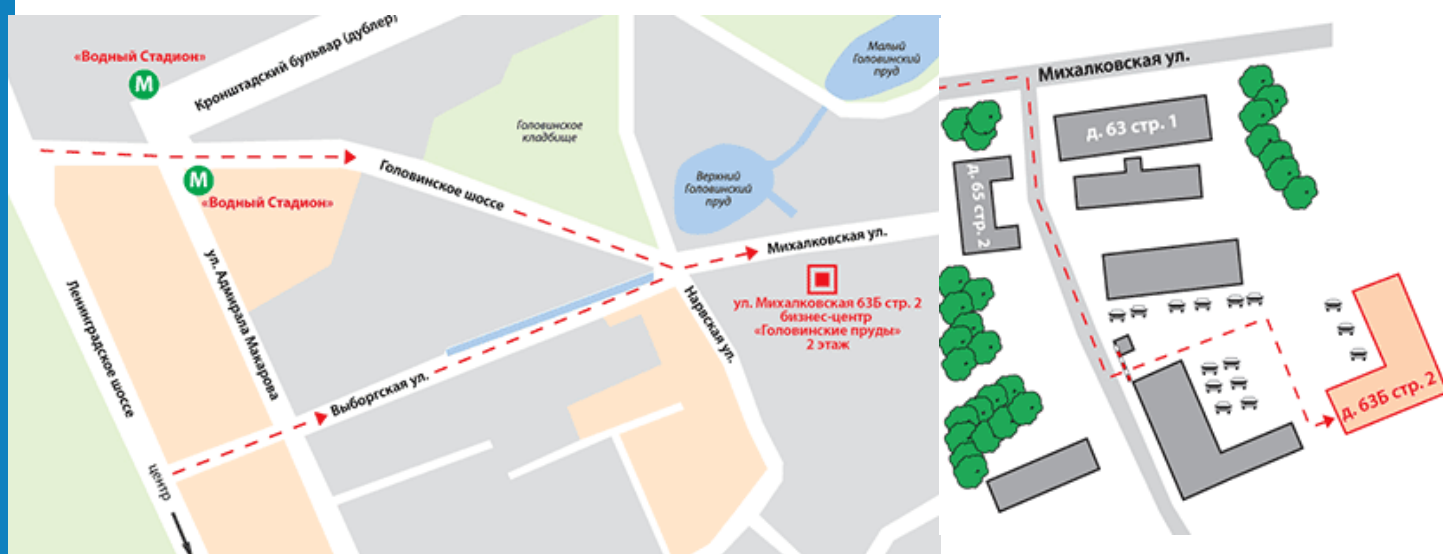 «Водный Стадион»
М
Кронштадский бульвар (дублер)
Малый
Головинский
пруд
Головинское
кладбище
Головинское шоссе
М
«Водный Стадион»
Верхний
Головинский
пруд
Михалковская ул.
ул. Михалковская 63Б стр. 2
бизнес-центр
«Головинские пруды»
2 этаж
Ленинградское шоссе
ул. Адмирала Макарова
Нарвская ул.
Выборгская ул.
центр
Михалковская ул.
д. 63 стр. 1
д. 65 стр. 2
д. 63Б стр. 2